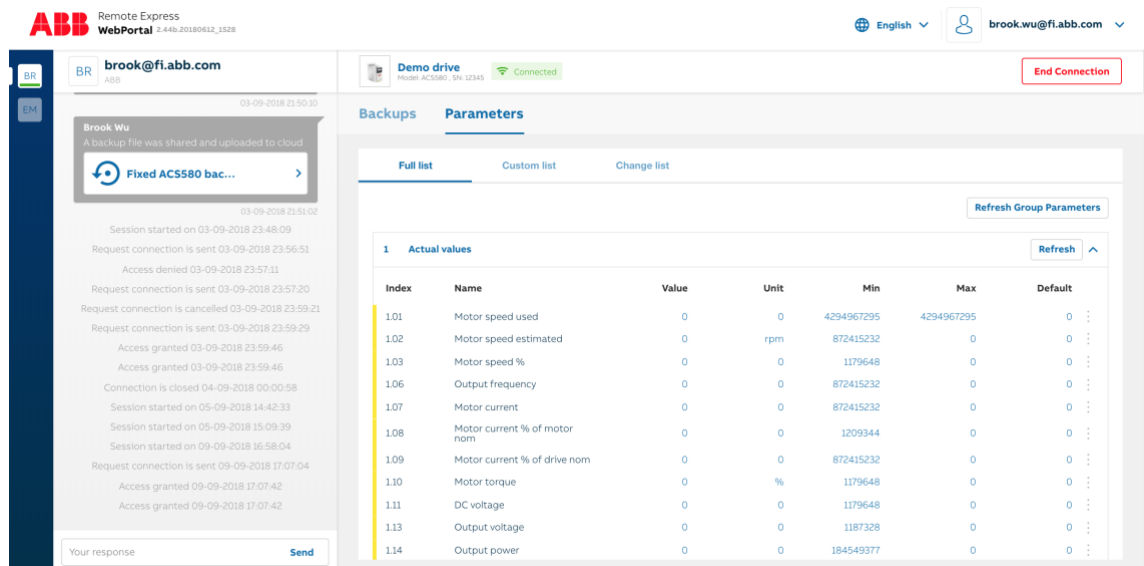 ABB
Remote Express
WebPortal 2.44b.20180612_1528
English
brook.wu@fi.abb.com
BR
EM
BR
brook@fi.abb.com
ABB
03-09-2018 21:50:10
Brook Wu
A backup file was shared and uploaded to cloud
Fixed ACS580 bac...
03-09-2018 21:51:02
Session started on 03-09-2018 23:48:09
Request connection is sent 03-09-2018 23:56:51
Access denied 03-09-2018 23:57:11
Request connection is sent 03-09-2018 23:57:20
Request connection is cancelled 03-09-2018 23:59:21
Request connection is sent 03-09-2018 23:59:29
Access granted 03-09-2018 23:59:46
Access granted 03-09-2018 23:59:46
Connection is closed 04-09-2018 00:00:58
Session started on 05-09-2018 14:42:33
Session started on 05-09-2018 15:09:39
Session started on 09-09-2018 16:58:04
Request connection is sent 09-09-2018 17:07:04
Access granted 09-09-2018 17:07:42
Access granted 09-09-2018 17:07:42
Your response Send
Demo drive
Model: ACS580 , SN: 12345
Connected
End Connection
Backups Parameters
Full list Custom list Change list
Refresh Group Parameters
1 Actual values Refresh
Index Name Value Unit Min Max Default
1.01 Motor speed used 0 0 4294967295 4294967295 0
1.02 Motor speed estimated 0 rpm 872415232 0 0
1.03 Motor speed % 0 0 1179648 0 0
1.06 Output frequency 0 0 872415232 0 0
1.07 Motor current 0 0 872415232 0 0
1.08 Motor current % of motor nom 0 0 1209344 0 0
1.09 Motor current % of drive nom 0 0 872415232 0 0
1.10 Motor torque 0 % 1179648 0 0
1.11 DC voltage 0 0 1179648 0 0
1.13 Output voltage 0 0 1187328 0 0
1.14 Output power 0 0 184549377 0 0